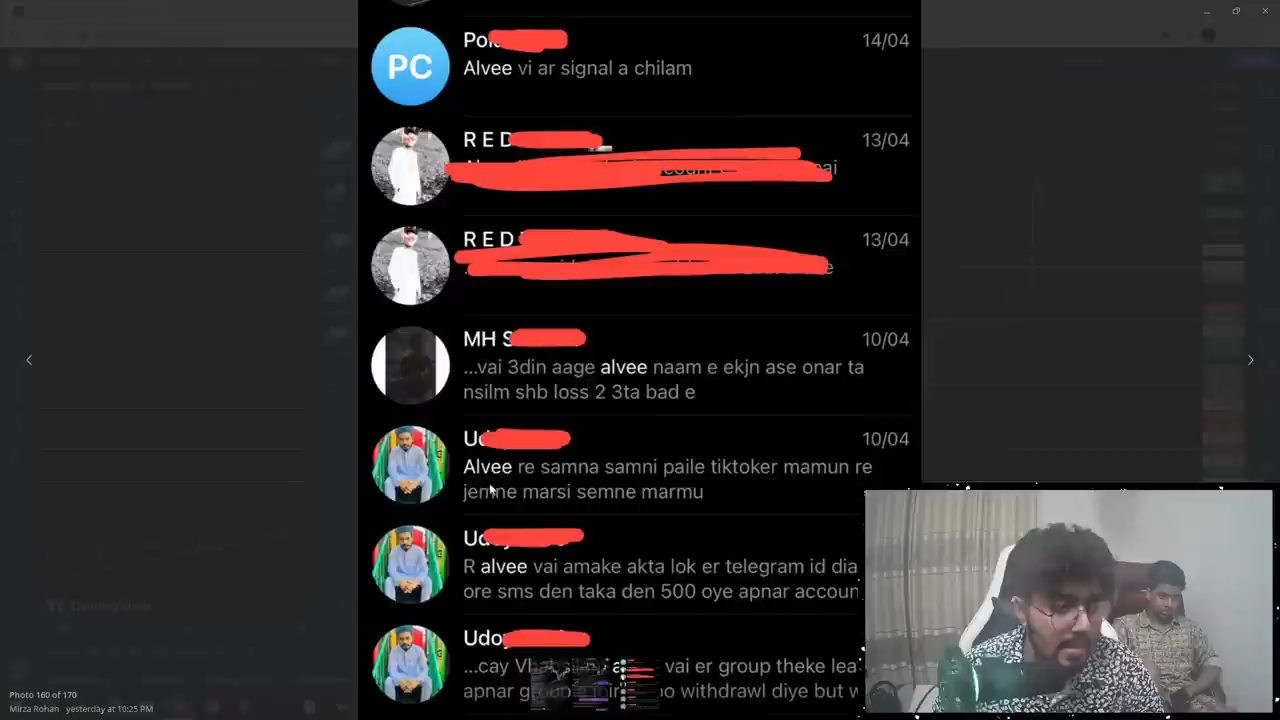 14/04
PC
Alvee vi ar signal a chilam
R E D
13/04
R E D
13/04
MH S
10/04
...vai 3din aage alvee naam e ekjn ase onar ta
nsilm shb loss 2 3ta bad e
10/04
Alvee re samna samni paile tiktoker mamun re
jemne marsi semne marmu
R alvee vai amake akta lok er telegram id dia
ore sms den taka den 500 oye apnar accoun
Udo
...cay
vai er group theke lea
apnar
withdrawl diye but w
Photo 160 of 170
Mirza Rohan yesterday at 10:25 PM